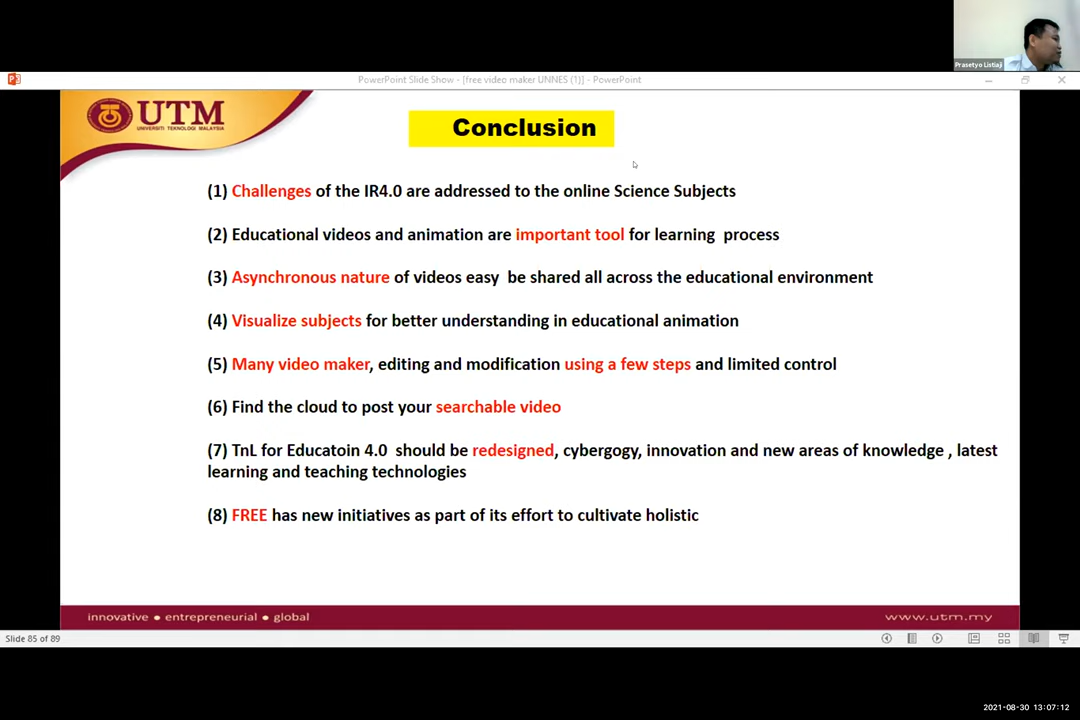 Prasetyo Listiaji
PowerPoint Slide Show - [free video maker UNNES (1)] - PowerPoint
UTM
UNIVERSITI TEKNOLOGI MALAYSIA
Conclusion
(1) Challenges of the IR4.0 are addressed to the online Science Subjects
(2) Educational videos and animation are important tool for learning process
(3) Asynchronous nature of videos easy be shared all across the educational environment
(4) Visualize subjects for better understanding in educational animation
(5) Many video maker, editing and modification using a few steps and limited control
(6) Find the cloud to post your searchable video
(7) TnL for Educatoin 4.0 should be redesigned, cybergogy, innovation and new areas of knowledge , latest
learning and teaching technologies
(8) FREE has new initiatives as part of its effort to cultivate holistic
innovative ● entrepreneurial ● global
www.utm.my
Slide 85 of 89
2021-08-30 13:07:12